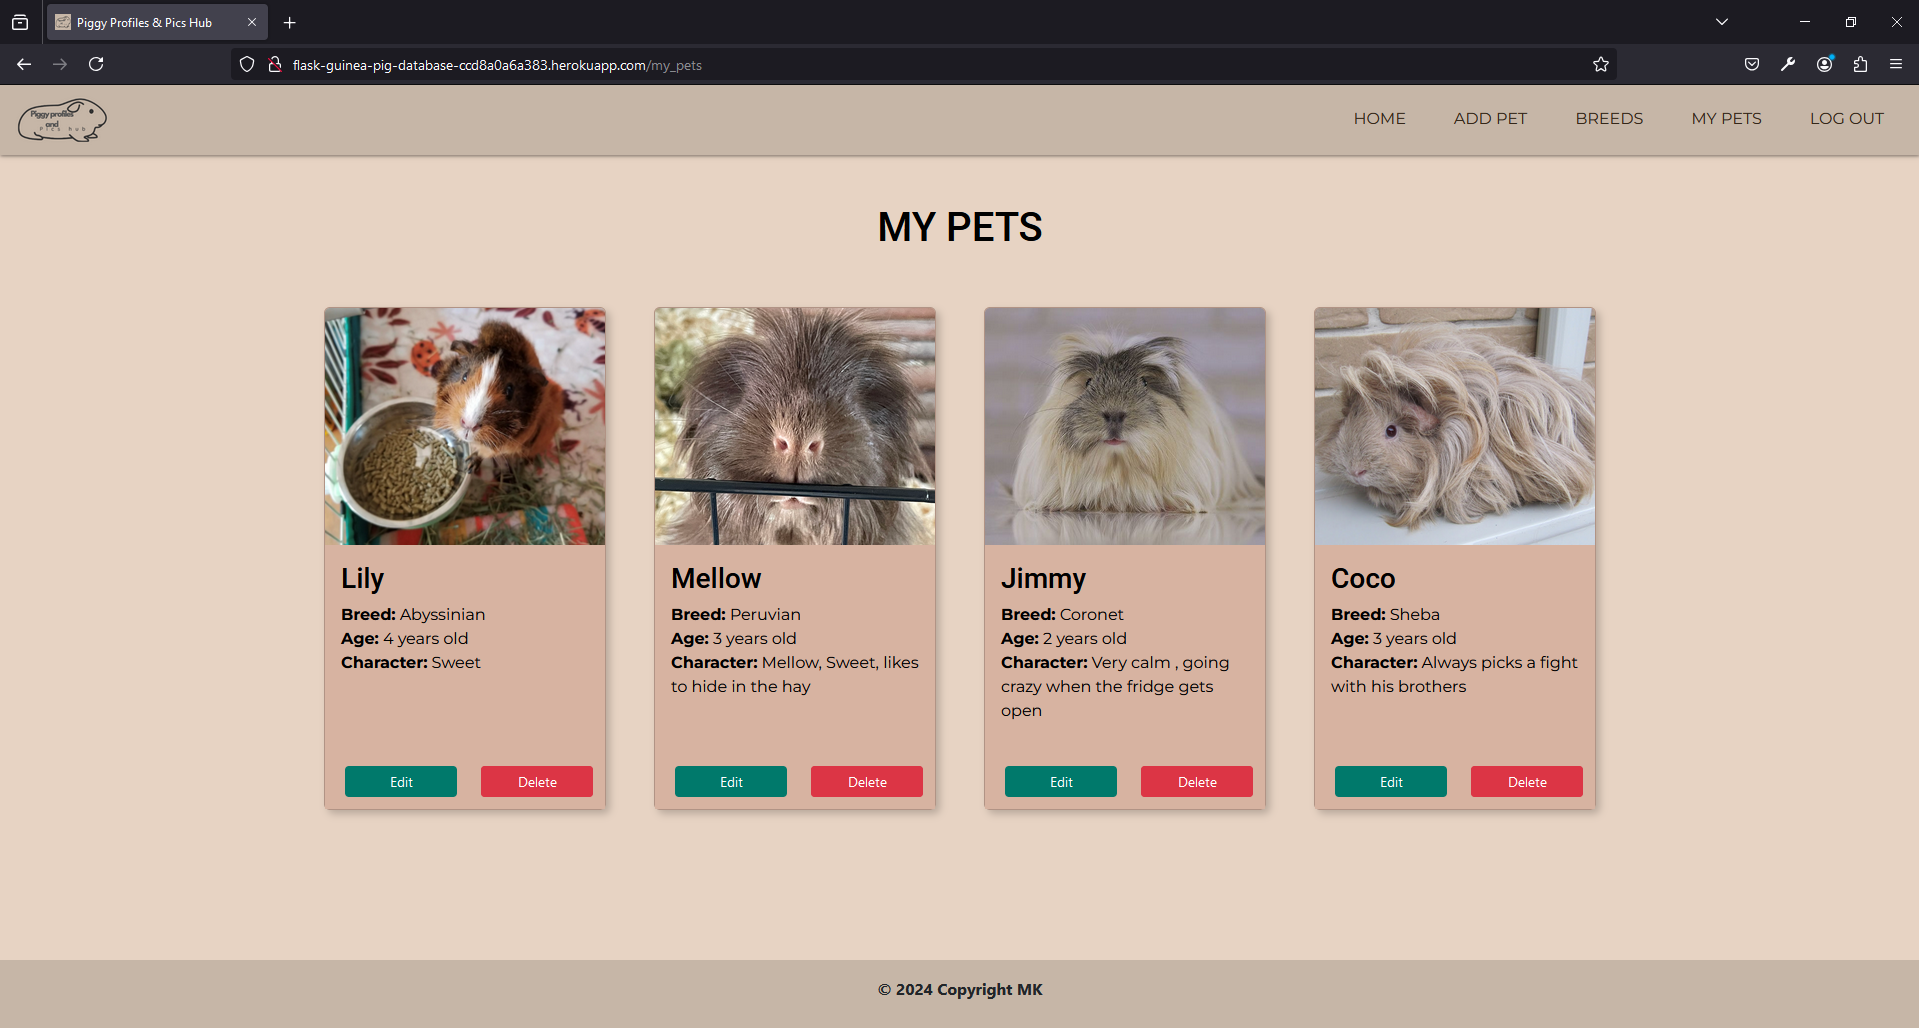 Piggy Profiles & Pics Hub
flask-guinea-pig-database-ccd8a0a6a383.herokuapp.com/my_pets
Piggy profiles
and
Pics hub
HOME ADD PET BREEDS MY PETS LOG OUT
MY PETS
Lily
Breed: Abyssinian
Age: 4 years old
Character: Sweet
Edit Delete
Mellow
Breed: Peruvian
Age: 3 years old
Character: Mellow, Sweet, likes
to hide in the hay
Edit Delete
Jimmy
Breed: Coronet
Age: 2 years old
Character: Very calm , going
crazy when the fridge gets
open
Edit Delete
Coco
Breed: Sheba
Age: 3 years old
Character: Always picks a fight
with his brothers
Edit Delete
© 2024 Copyright MK